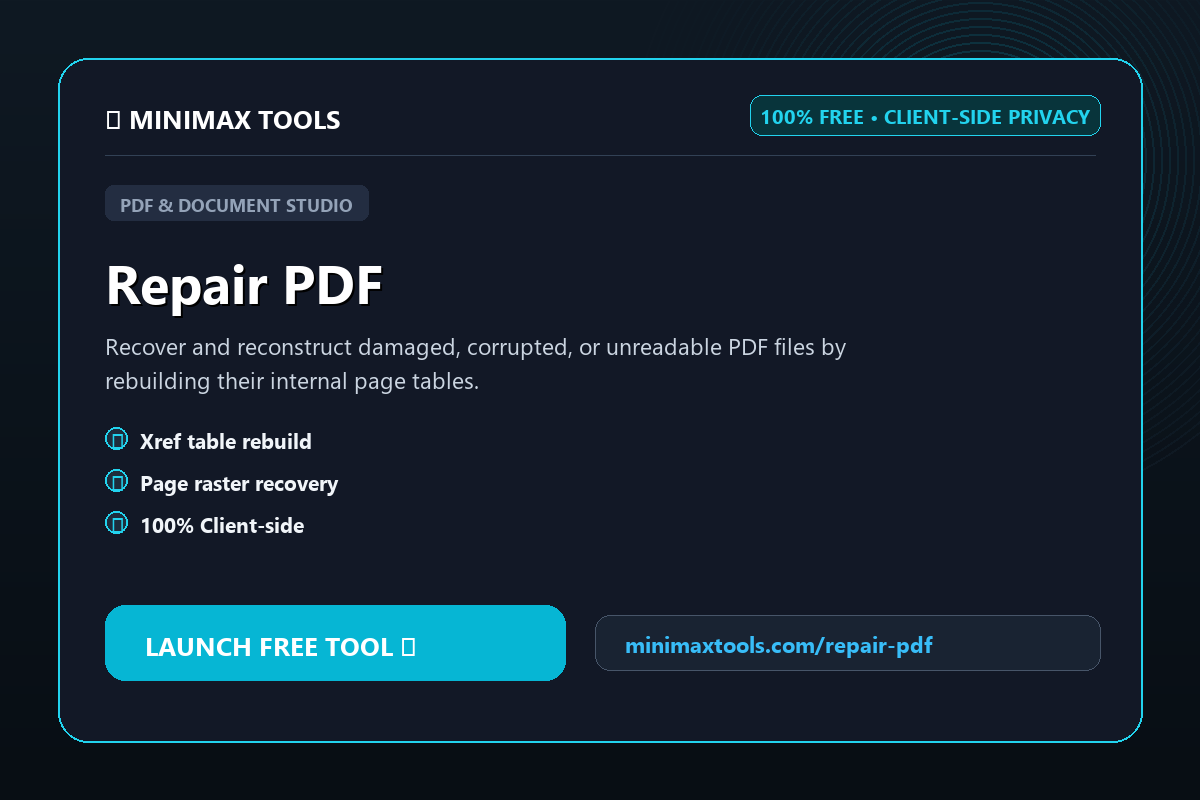 MINIMAX TOOLS
100% FREE • CLIENT-SIDE PRIVACY
PDF & DOCUMENT STUDIO
Repair PDF
Recover and reconstruct damaged, corrupted, or unreadable PDF files by
rebuilding their internal page tables.
Xref table rebuild
Page raster recovery
100% Client-side
LAUNCH FREE TOOL
minimaxtools.com/repair-pdf